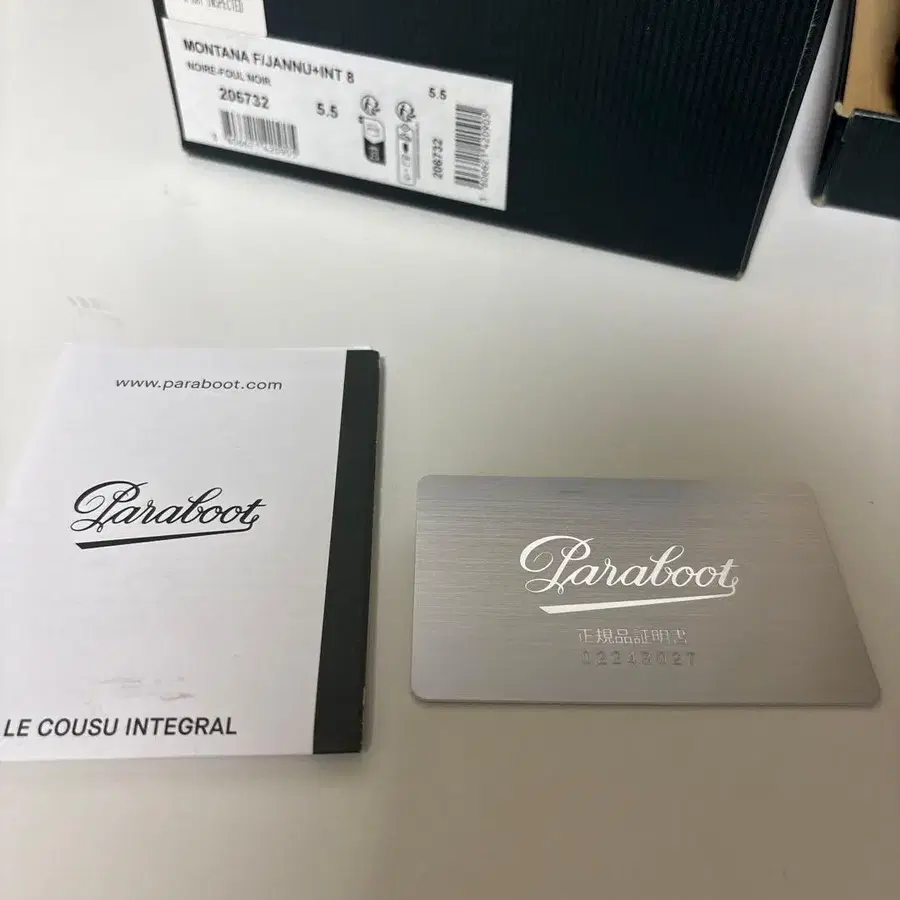 INSPECTED
MONTANA F/JANNU+INT 8
NOIRE-FOUL NOIR
206732
5.5
5.5
206732
www.paraboot.com
Paraboot
LE COUSU INTEGRAL
Paraboot
正規品証明書